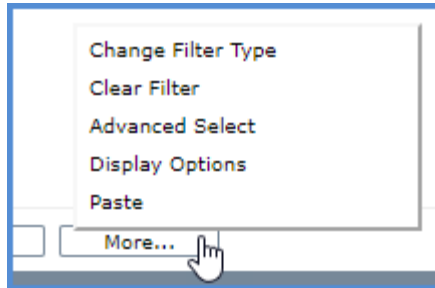 Change Filter Type
Clear Filter
Advanced Select
Display Options
Paste
More...